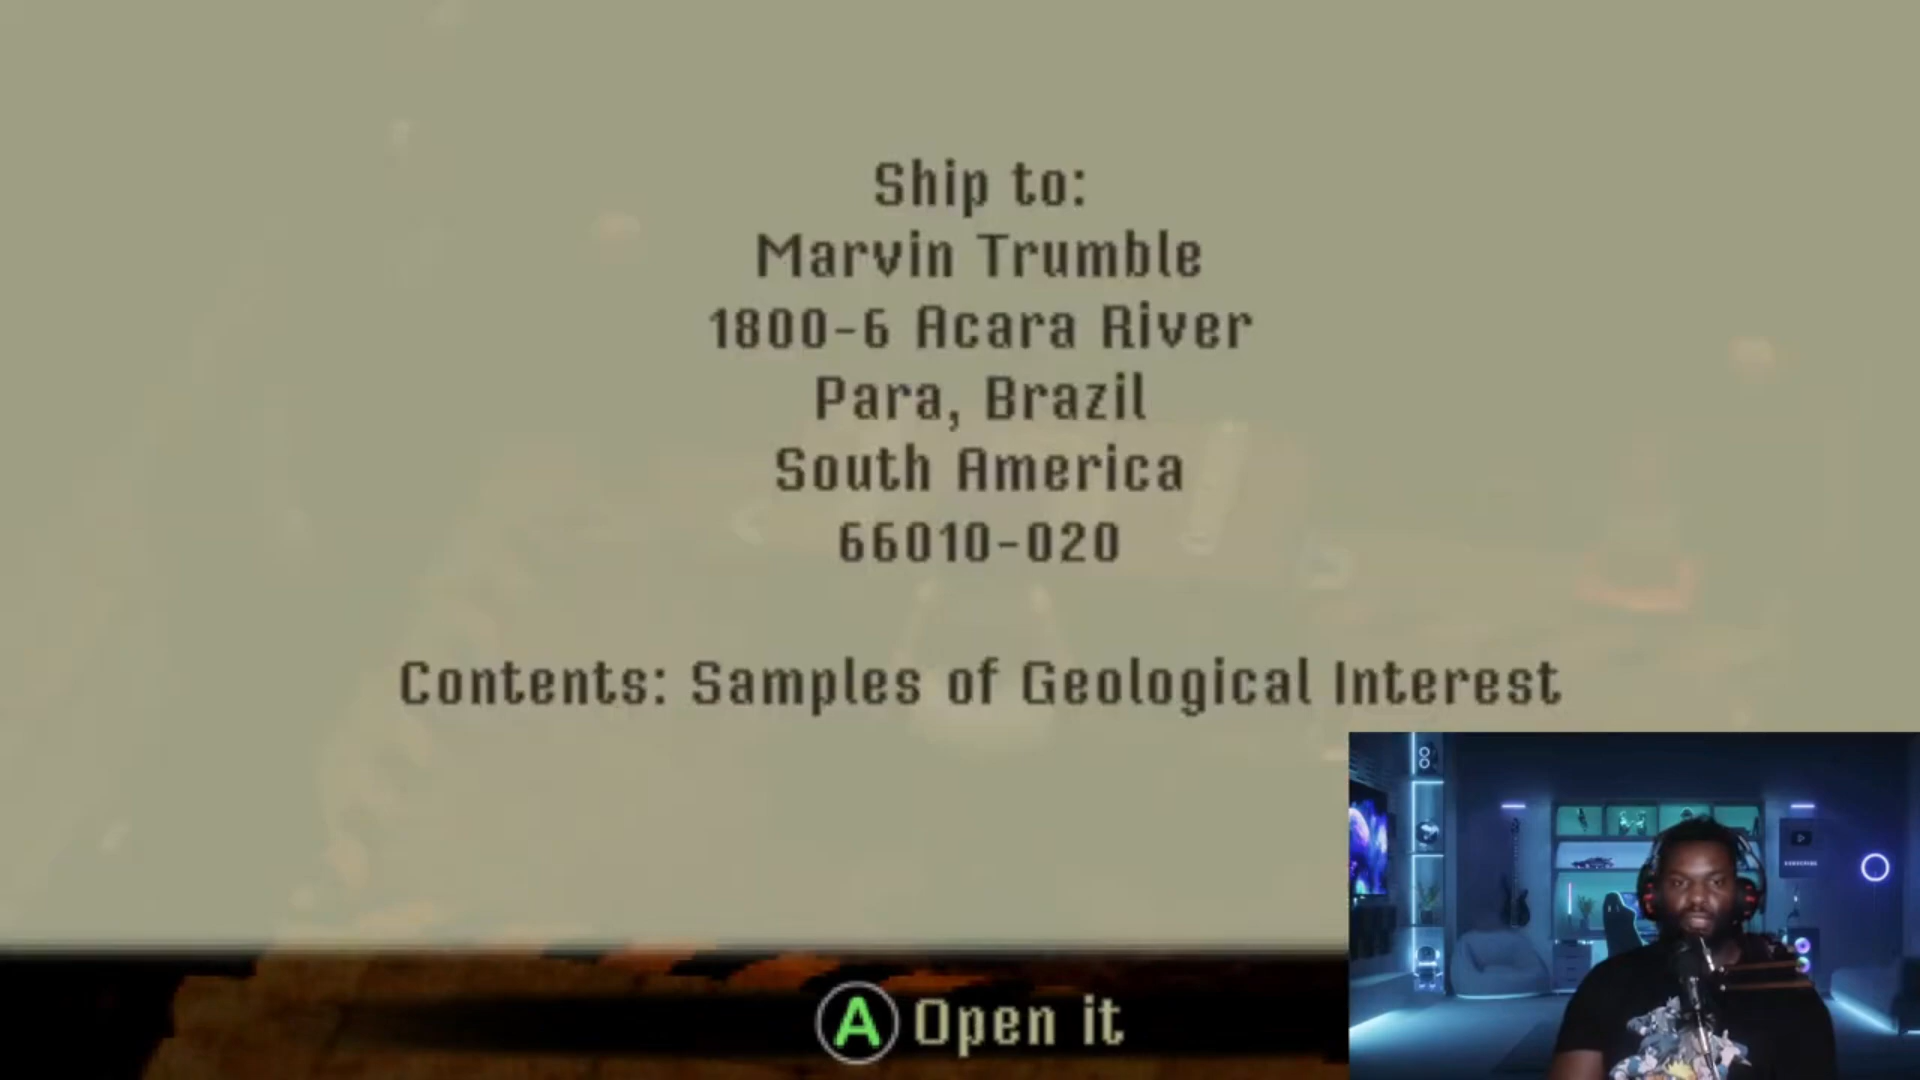 Ship to:
Marvin Trumble
1800-6 Acara River
Para, Brazil
South America
66010-020
Contents: Samples of Geological Interest
A Open it
SUBSCRIBE